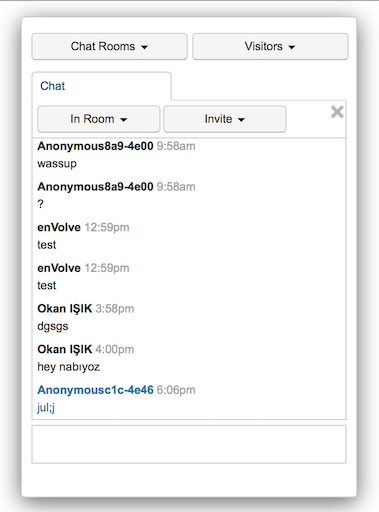 Chat Rooms Visitors
Chat
In Room Invite
Anonymous8a9-4e00 9:58am
wassup
Anonymous8a9-4e00 9:58am
?
enVolve 12:59pm
test
enVolve 12:59pm
test
Okan IŞIK 3:58pm
dgsgs
Okan IŞIK 4:00pm
hey nabıyoz
Anonymousc1c-4e46 6:06pm
jul;j